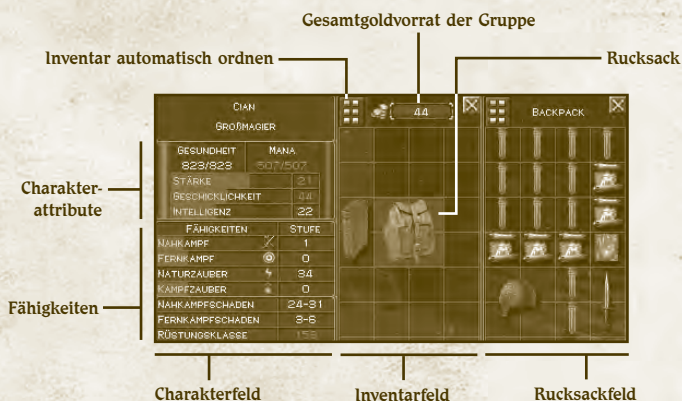 Gesamtgoldvorrat der Gruppe
Inventar automatisch ordnen
Rucksack
CIAN
GROẞMAGIER
44
BACKPACK
GESUNDHEIT MANA
823/823 507/507
STÄRKE 21
GESCHICKLICHKEIT 44
INTELLIGENZ 22
Charakter-
attribute
FÄHIGKEITEN STUFE
NAHKAMPF 1
FERNKAMPF 0
NATURZAUBER 34
KAMPFZAUBER 0
NAHKAMPFSCHADEN 24-31
FERNKAMPFSCHADEN 3-6
RÜSTUNGSKLASSE
Fähigkeiten
Charakterfeld
Inventarfeld
Rucksackfeld